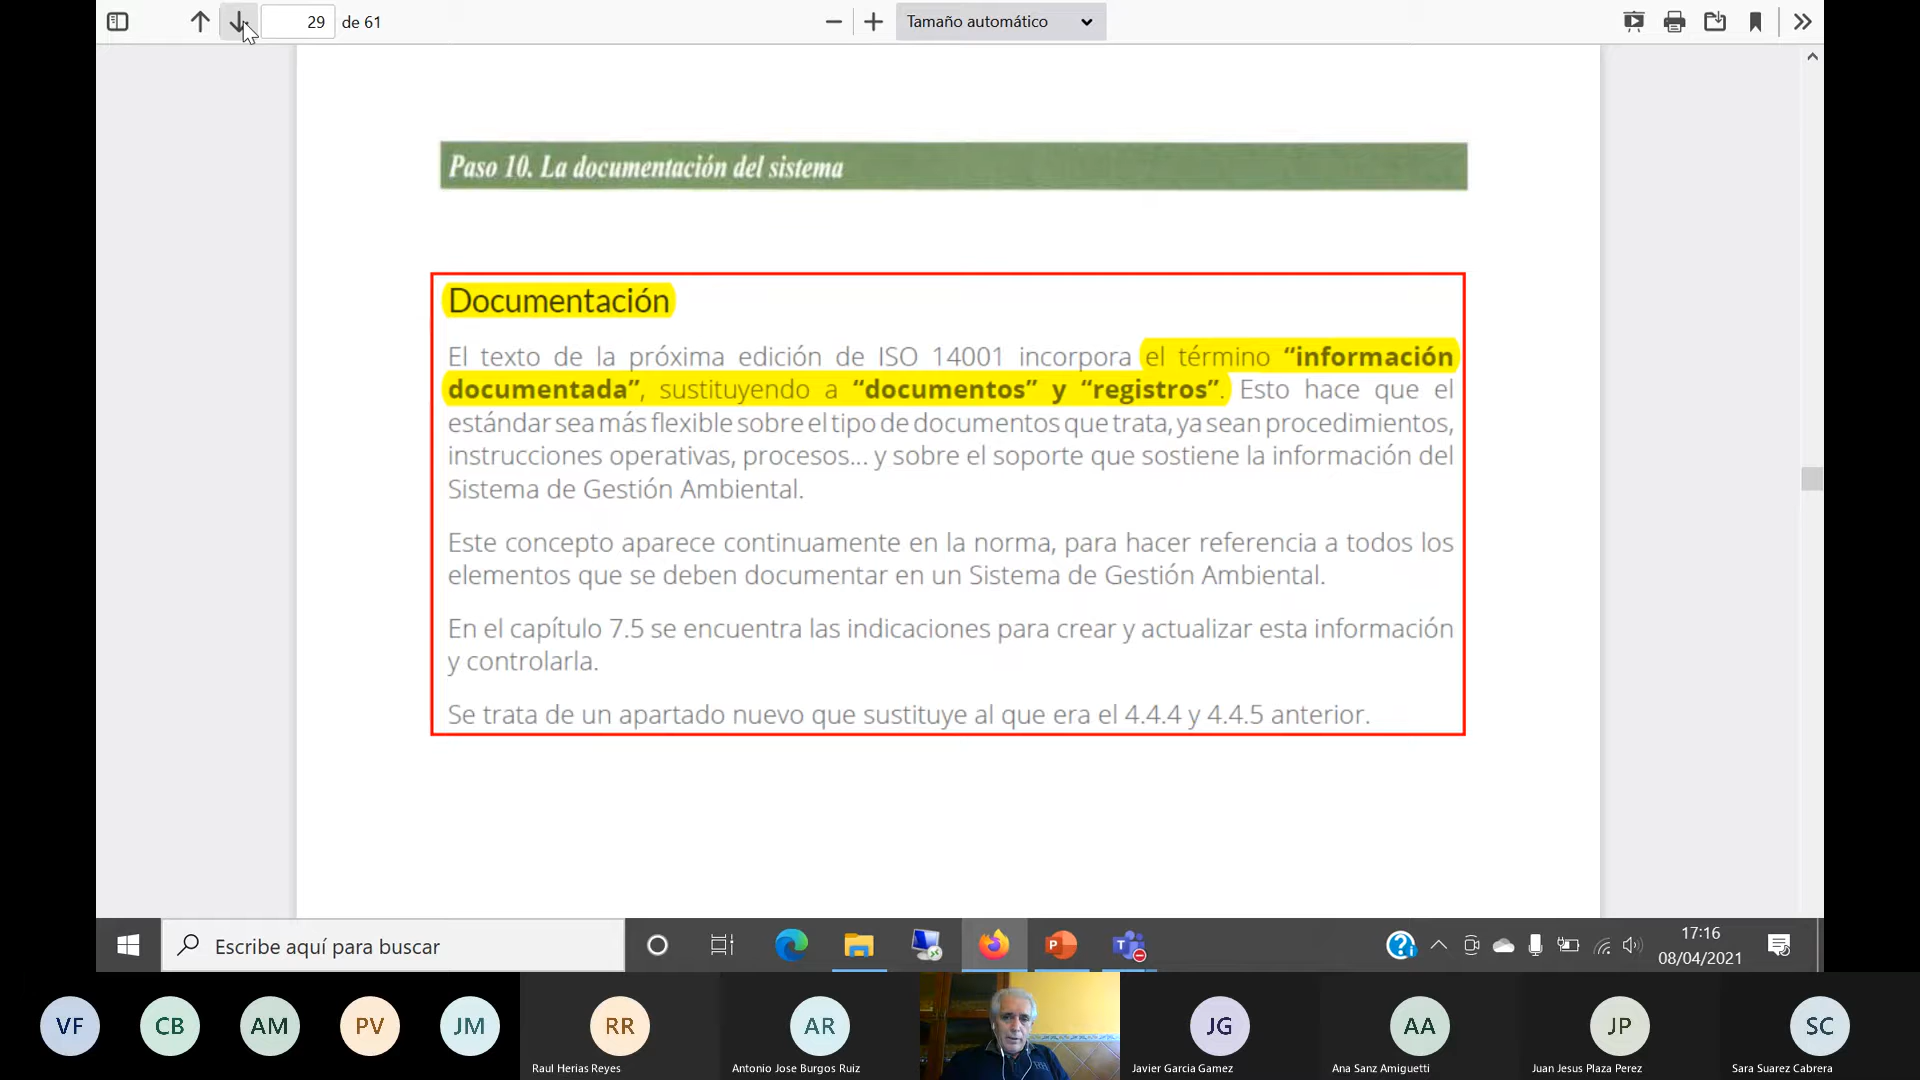 29 de 61
Tamaño automático
Paso 10. La documentación del sistema
Documentación
El texto de la próxima edición de ISO 14001 incorpora el término “información
documentada”, sustituyendo a “documentos” y “registros”. Esto hace que el
estándar sea más flexible sobre el tipo de documentos que trata, ya sean procedimientos,
instrucciones operativas, procesos... y sobre el soporte que sostiene la información del
Sistema de Gestión Ambiental.
Este concepto aparece continuamente en la norma, para hacer referencia a todos los
elementos que se deben documentar en un Sistema de Gestión Ambiental.
En el capítulo 7.5 se encuentra las indicaciones para crear y actualizar esta información
y controlarla.
Se trata de un apartado nuevo que sustituye al que era el 4.4.4 y 4.4.5 anterior.
Escribe aquí para buscar
17:16
08/04/2021
VF
CB
AM
PV
JM
RR
AR
JG
AA
JP
SC
Raul Herias Reyes
Antonio Jose Burgos Ruiz
Javier Garcia Gamez
Ana Sanz Amiguetti
Juan Jesus Plaza Perez
Sara Suarez Cabrera